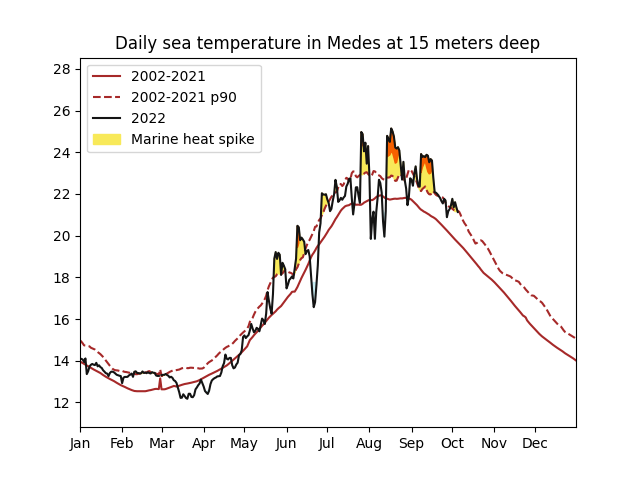 Daily sea temperature in Medes at 15 meters deep
2002-2021
2002-2021 p90
2022
Marine heat spike
28
26
24
22
20
18
16
14
12
Jan Feb Mar Apr May Jun Jul Aug Sep Oct Nov Dec